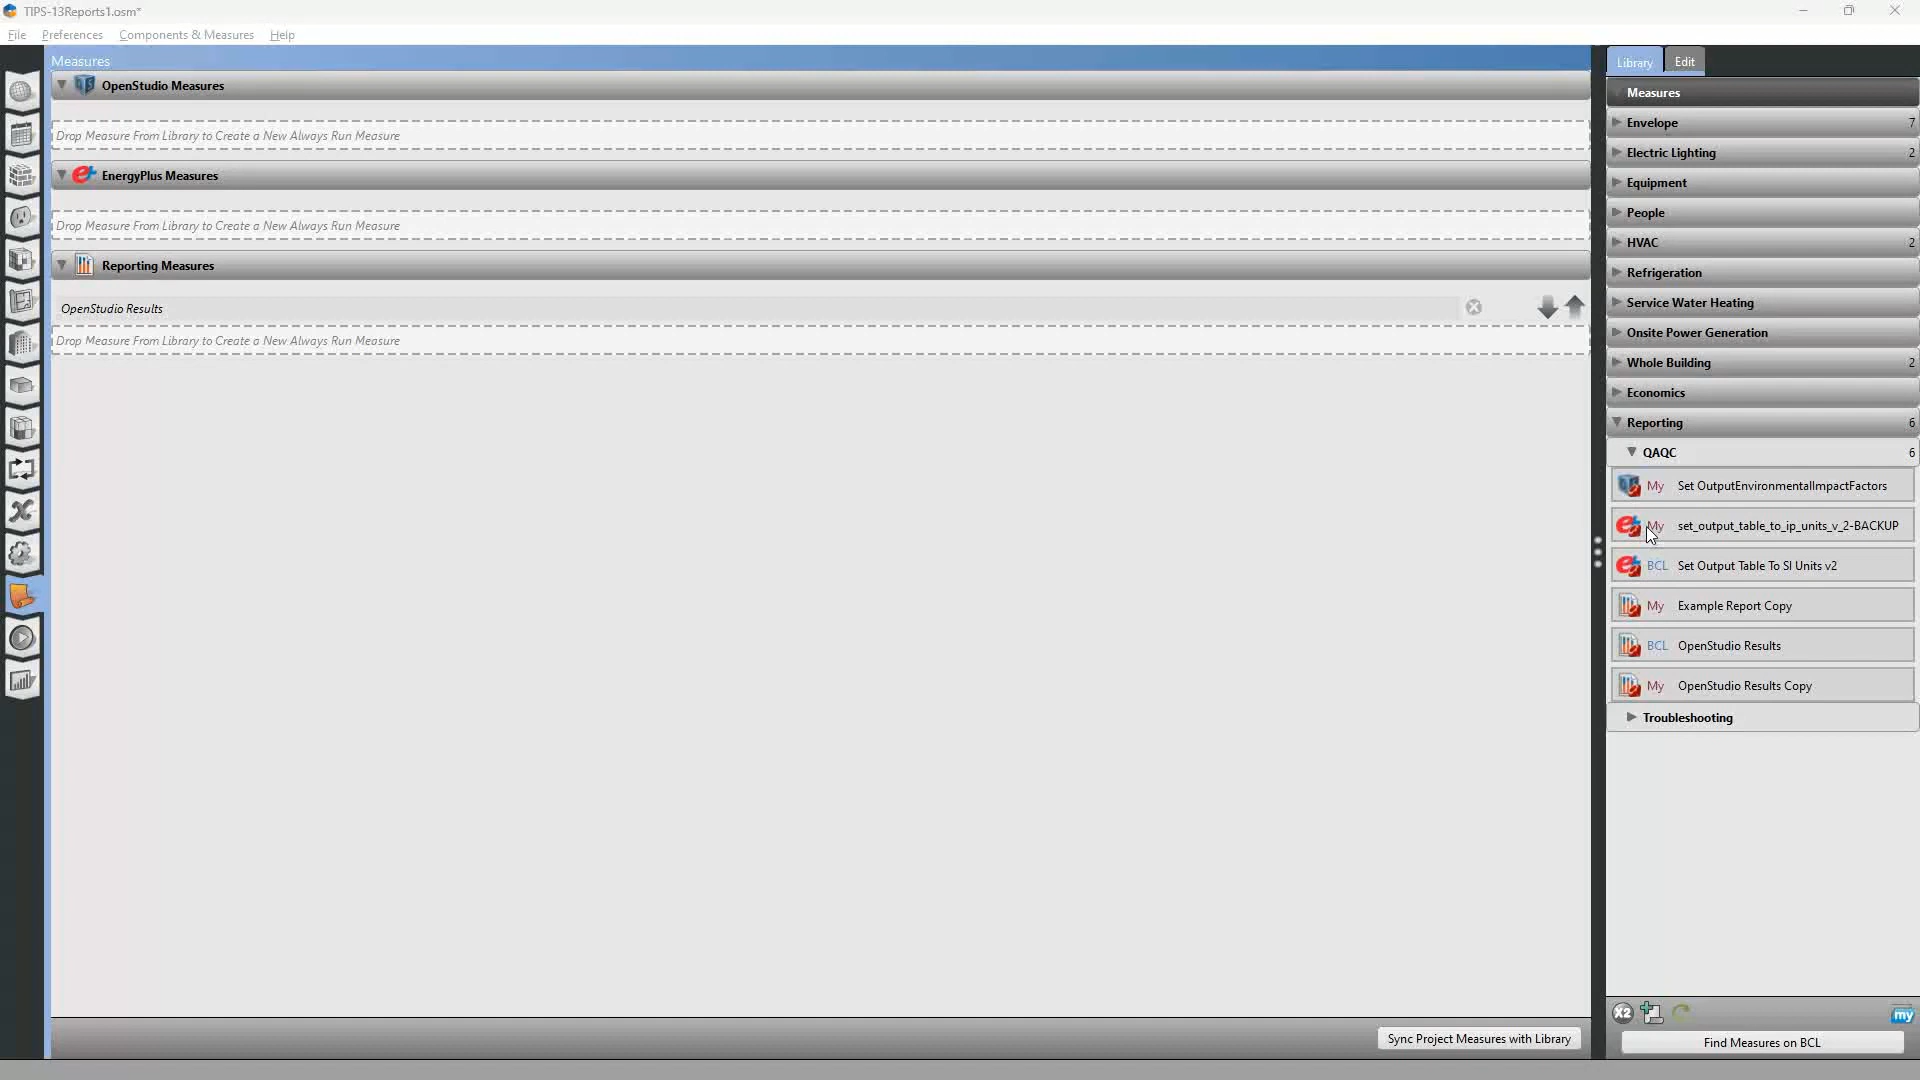 TIPS-13Reports1.osm*
File Preferences Components & Measures Help
Measures
OpenStudio Measures
Drop Measure From Library to Create a New Always Run Measure
EnergyPlus Measures
Drop Measure From Library to Create a New Always Run Measure
Reporting Measures
OpenStudio Results
Drop Measure From Library to Create a New Always Run Measure
Sync Project Measures with Library
Library Edit
Measures
Envelope 7
Electric Lighting 2
Equipment
People
HVAC 2
Refrigeration
Service Water Heating
Onsite Power Generation
Whole Building 2
Economics
Reporting 6
QAQC 6
My Set OutputEnvironmentalImpactFactors
My set_output_table_to_ip_units_v_2-BACKUP
BCL Set Output Table To SI Units v2
My Example Report Copy
BCL OpenStudio Results
My OpenStudio Results Copy
Troubleshooting
X2 my
Find Measures on BCL